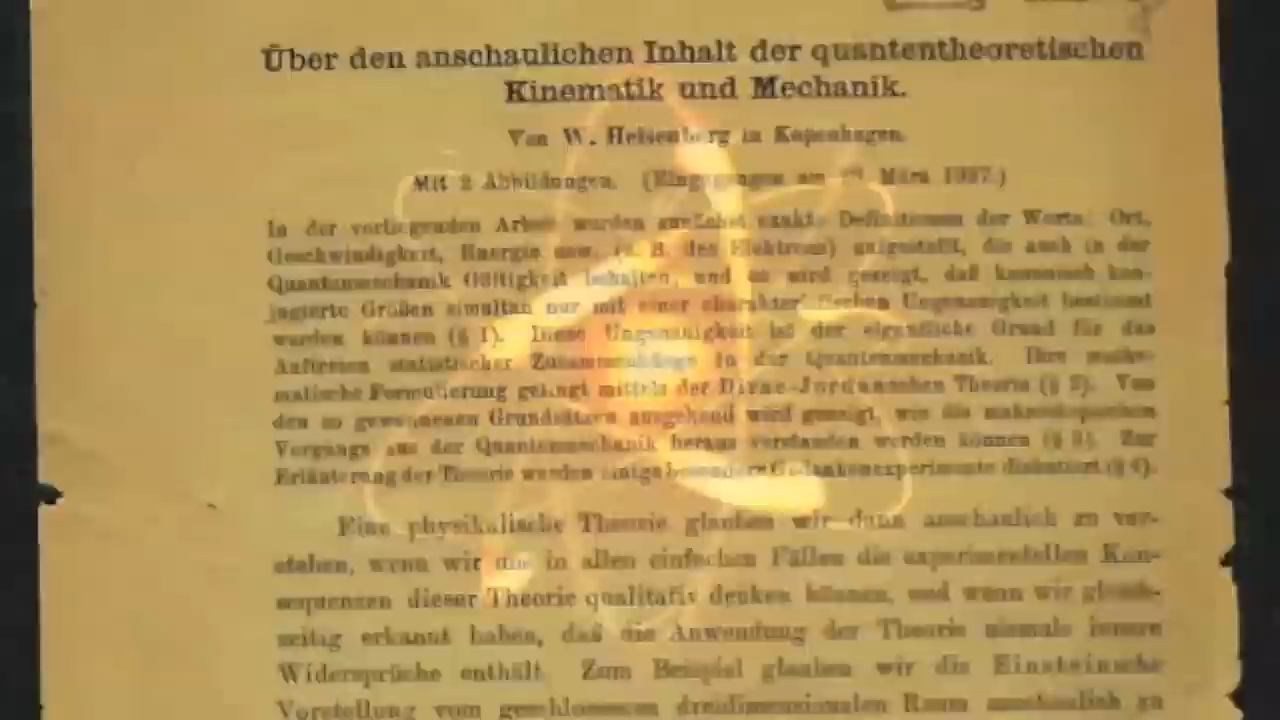 Über den anschaulichen Inhalt der quantentheoretischen
Kinematik und Mechanik.
Von W. Heisenberg in Kopenhagen.
Mit 2 Abbildungen. (Eingegangen am März 1927.)
In der vorliegenden Arbeit werden zunächst exakte Definitionen der Worte: Ort,
Geschwindigkeit, Energie usw. (z. B. des Elektrons) aufgestellt, die auch in der
Quantenmechanik Gültigkeit behalten, und es wird gezeigt, daß kanonisch kon-
jugierte Größen simultan nur mit einer charakteristischen Ungenauigkeit bestimmt
werden können (§ 1). Diese Ungenauigkeit ist der eigentliche Grund für das
Auftreten statistischer Zusammenhänge in der Quantenmechanik. Ihre mathe-
matische Formulierung gelingt mittels der Dirac-Jordanschen Theorie (§ 2). Von
den so gewonnenen Grundsätzen ausgehend wird gezeigt, wie die makroskopischen
Vorgänge aus der Quantenmechanik heraus verstanden werden können (§ 3). Zur
Erläuterung der Theorie werden einige besondere Gedankenexperimente diskutiert (§ 4).
Eine physikalische Theorie glauben wir dann anschaulich zu ver-
stehen, wenn wir uns in allen einfachen Fällen die experimentellen Kon-
sequenzen dieser Theorie qualitativ denken können, und wenn wir gleich-
zeitig erkannt haben, daß die Anwendung der Theorie niemals innere
Widersprüche enthält. Zum Beispiel glauben wir die Einsteinsche
Vorstellung vom geschlossenen dreidimensionalen Raum anschaulich zu